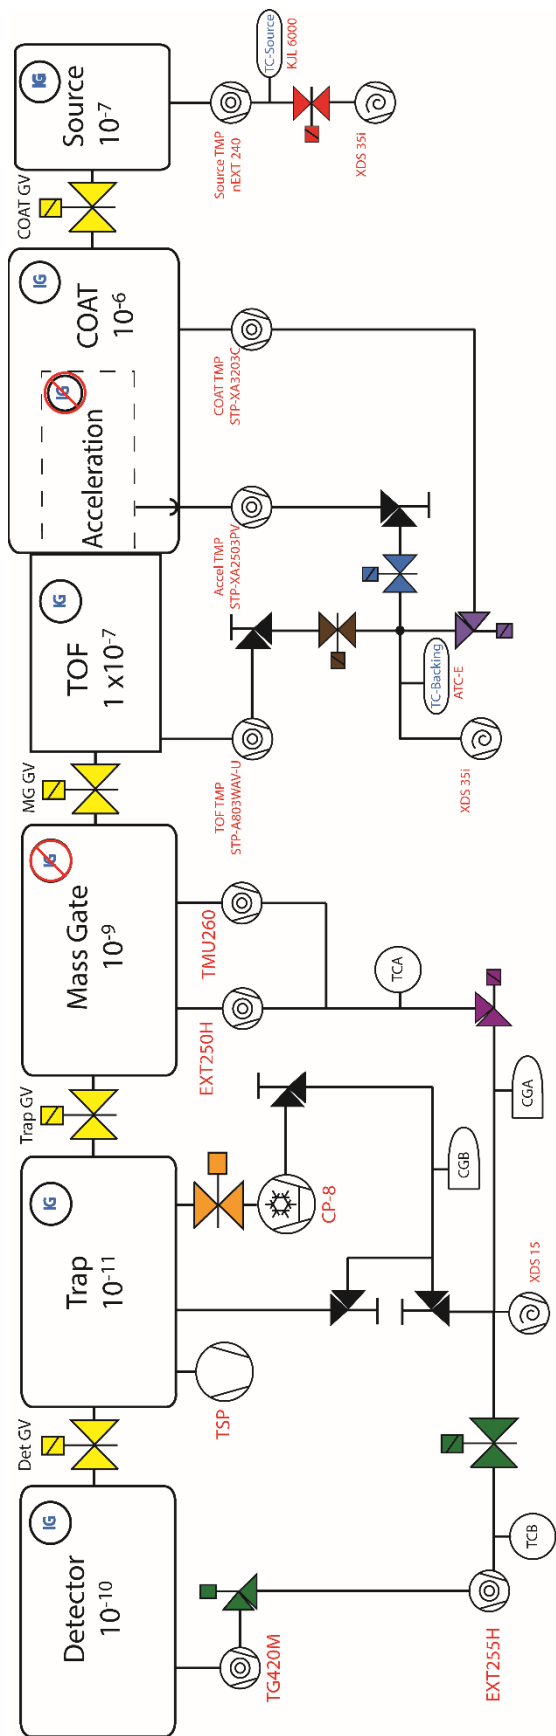 Detector
10-10
IG
Det GV
Trap
10-11
IG
Trap GV
Mass Gate
10-9
IG
MG GV
TOF
1 x10-7
IG
Acceleration
IG
COAT
10-6
IG
COAT GV
Source
10-7
IG
TG420M
EXT255H
TCB
TSP
CP-8
CGB
XDS 15
CGA
EXT250H
TMU260
TCA
TOF TMP
STP-A803WAV-U
Accel TMP
STP-XA2503PV
COAT TMP
STP-XA3203C
TC-Backing
ATC-E
XDS 35i
Source TMP
nEXT 240
TC-Source
KJL 6000
XDS 35i